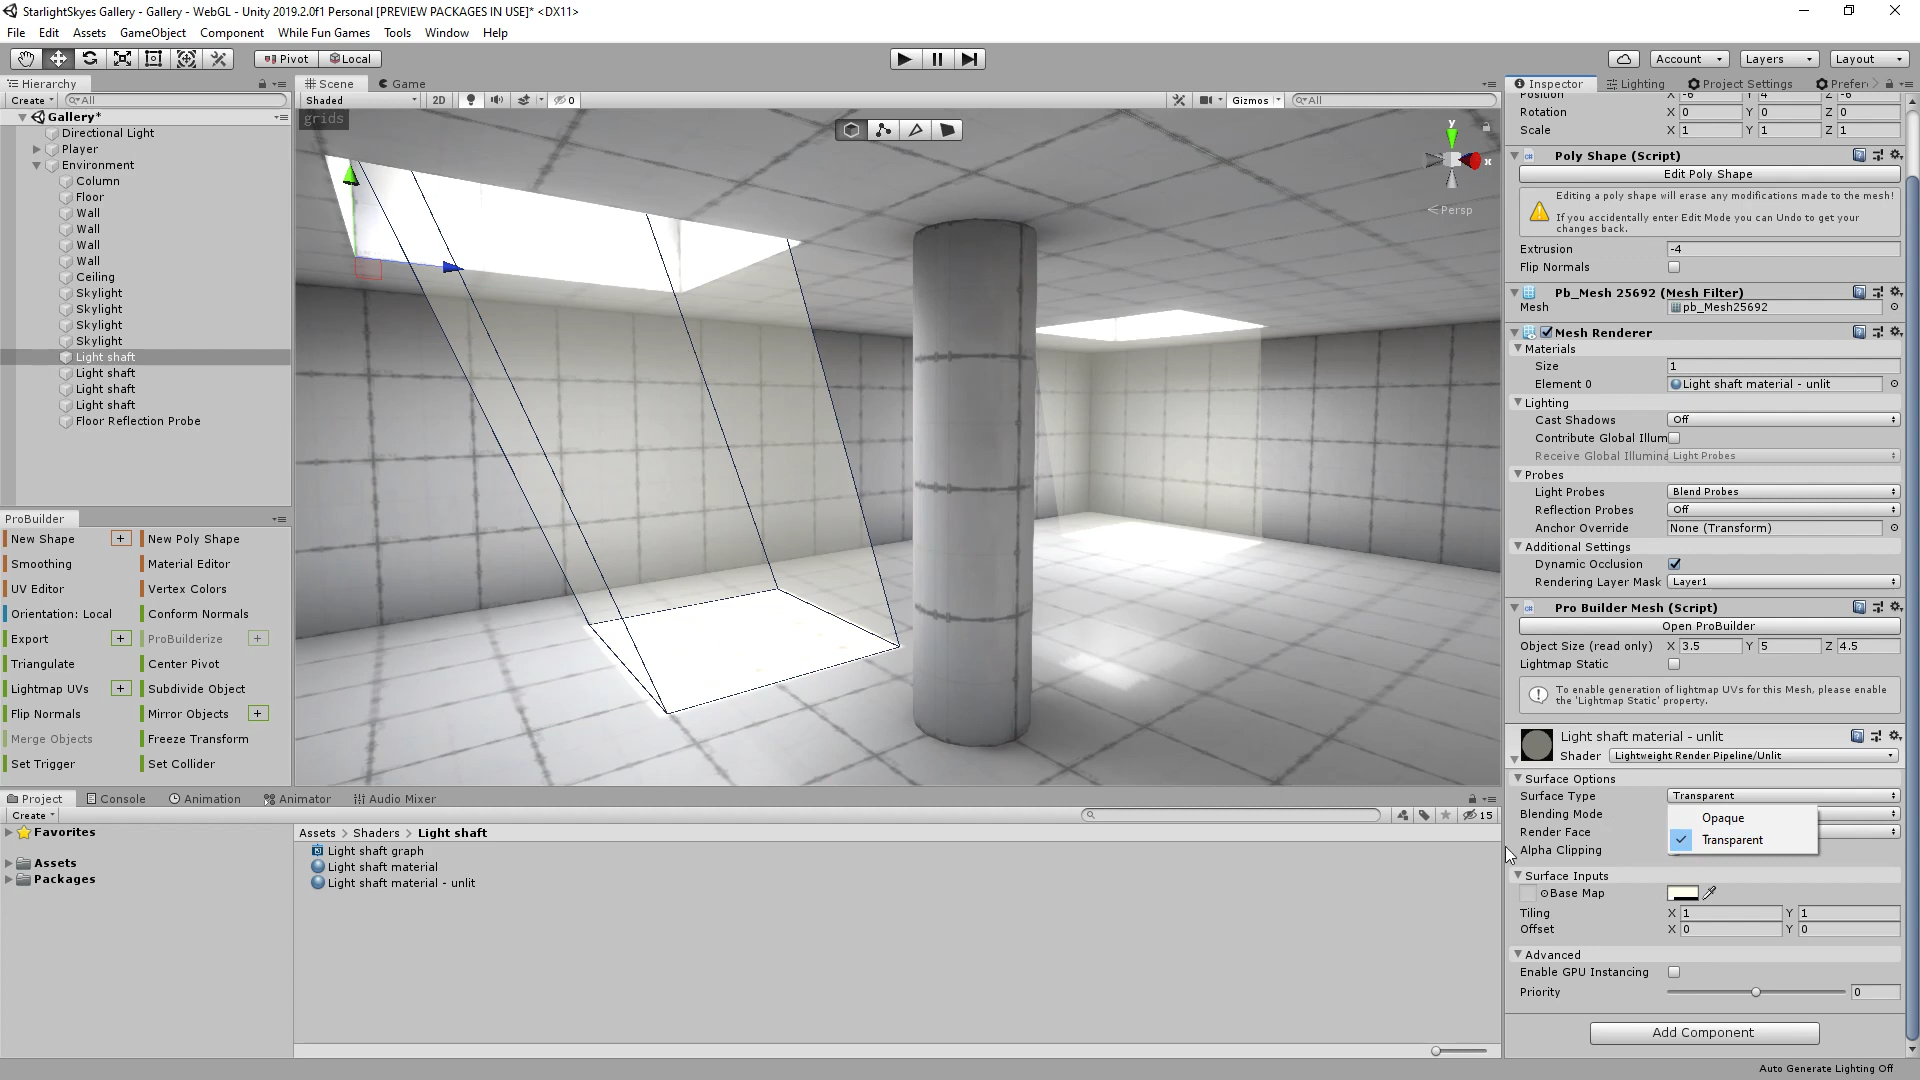 StarlightSkyes Gallery - Gallery - WebGL - Unity 2019.2.0f1 Personal [PREVIEW PACKAGES IN USE]* <DX11>
File Edit Assets GameObject Component While Fun Games Tools Window Help
Pivot Local Account Layers Layout
Hierarchy
Create All
Gallery*
Directional Light
Player
Environment
Column
Floor
Wall
Wall
Wall
Wall
Ceiling
Skylight
Skylight
Skylight
Skylight
Light shaft
Light shaft
Light shaft
Light shaft
Floor Reflection Probe
ProBuilder
New Shape + New Poly Shape
Smoothing Material Editor
UV Editor Vertex Colors
Orientation: Local Conform Normals
Export + ProBuilderize +
Triangulate Center Pivot
Lightmap UVs + Subdivide Object
Flip Normals Mirror Objects +
Merge Objects Freeze Transform
Set Trigger Set Collider
Scene Game
Shaded 2D 0 Gizmos All
grids
y
x
Persp
Project Console Animation Animator Audio Mixer
Create 15
Favorites
Assets
Packages
Assets > Shaders > Light shaft
Light shaft graph
Light shaft material
Light shaft material - unlit
Inspector Lighting Project Settings Prefer
Position X -6 Y 4 Z -6
Rotation X 0 Y 0 Z 0
Scale X 1 Y 1 Z 1
Poly Shape (Script)
Edit Poly Shape
Editing a poly shape will erase any modifications made to the mesh!
If you accidentally enter Edit Mode you can Undo to get your
changes back.
Extrusion -4
Flip Normals
Pb_Mesh 25692 (Mesh Filter)
Mesh pb_Mesh25692
Mesh Renderer
Materials
Size 1
Element 0 Light shaft material - unlit
Lighting
Cast Shadows Off
Contribute Global Illum
Receive Global Illumina Light Probes
Probes
Light Probes Blend Probes
Reflection Probes Off
Anchor Override None (Transform)
Additional Settings
Dynamic Occlusion
Rendering Layer Mask Layer1
Pro Builder Mesh (Script)
Open ProBuilder
Object Size (read only) X 3.5 Y 5 Z 4.5
Lightmap Static
To enable generation of lightmap UVs for this Mesh, please enable
the 'Lightmap Static' property.
Light shaft material - unlit
Shader Lightweight Render Pipeline/Unlit
Surface Options
Surface Type Transparent
Blending Mode
Opaque
Render Face
Transparent
Alpha Clipping
Surface Inputs
Base Map
Tiling X 1 Y 1
Offset X 0 Y 0
Advanced
Enable GPU Instancing
Priority 0
Add Component
Auto Generate Lighting Off